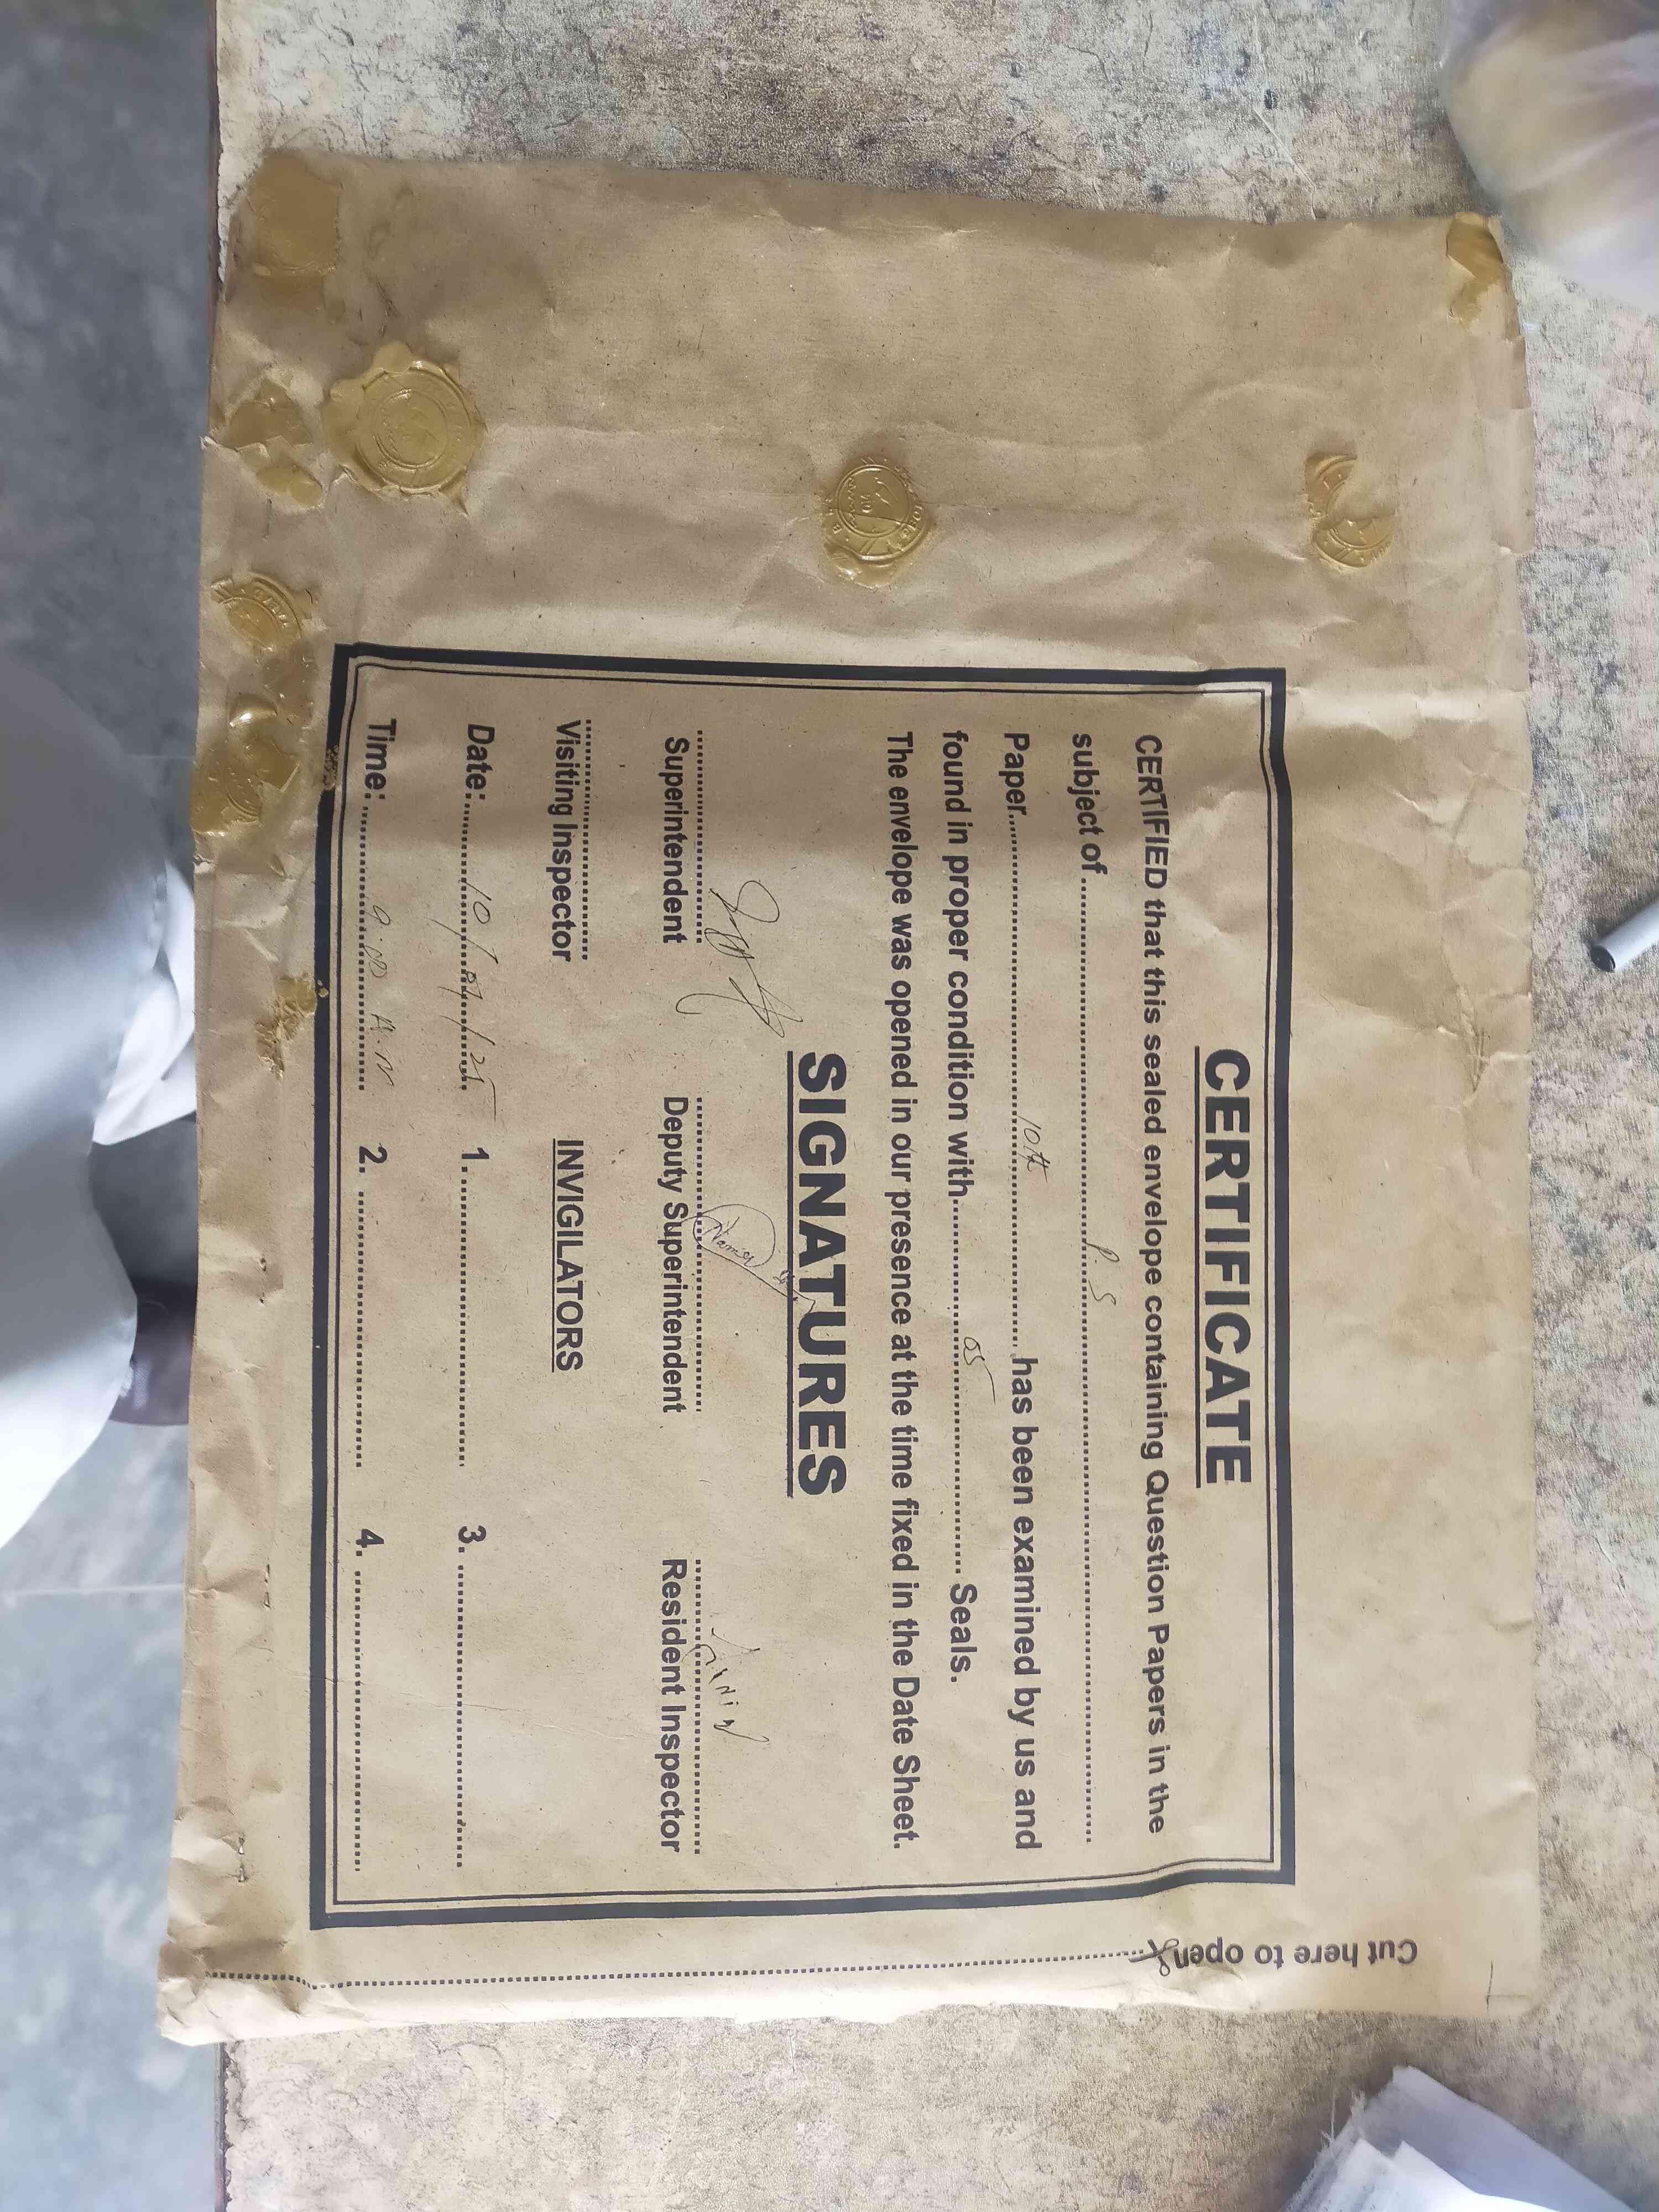 CERTIFICATE
CERTIFIED that this sealed envelope containing Question Papers in the
subject of .......... P. S ..........
Paper.......... 10th .......... has been examined by us and
found in proper condition with.......... 05 .......... Seals.
The envelope was opened in our presence at the time fixed in the Date Sheet.
SIGNATURES
Superintendent Deputy Superintendent Resident Inspector
Visiting Inspector INVIGILATORS
Date: 10/07/25 1. .......... 3. ..........
Time: 9:00 A.M 2. .......... 4. ..........
Cut here to open